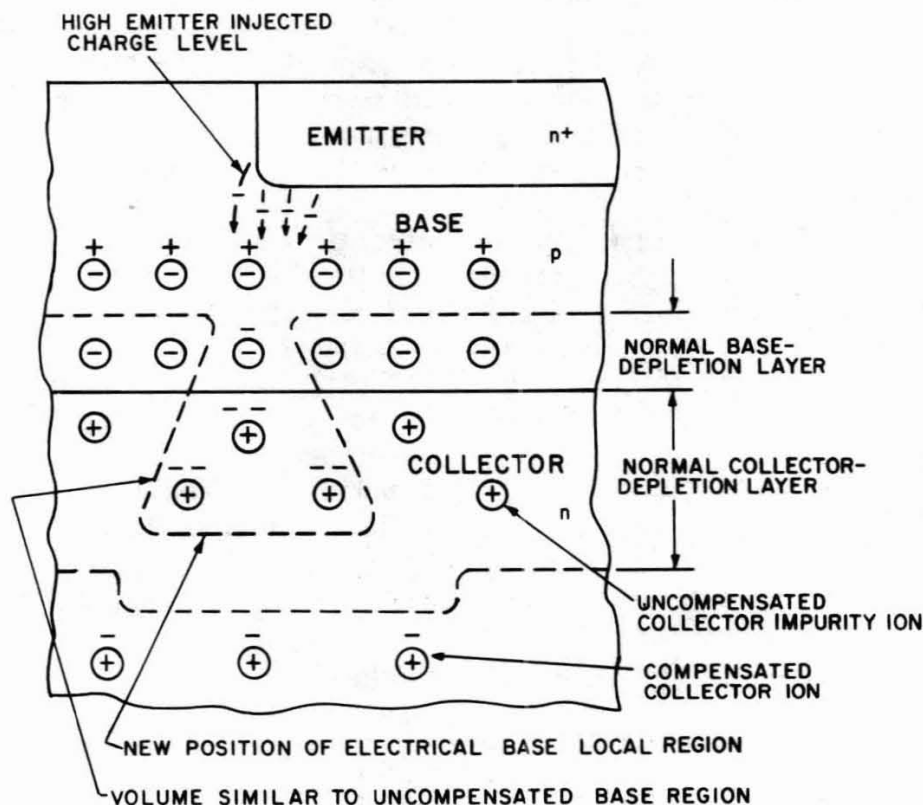 HIGH EMITTER INJECTED
CHARGE LEVEL
EMITTER
n+
BASE
p
NORMAL BASE-
DEPLETION LAYER
COLLECTOR
n
NORMAL COLLECTOR-
DEPLETION LAYER
UNCOMPENSATED
COLLECTOR IMPURITY ION
COMPENSATED
COLLECTOR ION
NEW POSITION OF ELECTRICAL BASE LOCAL REGION
VOLUME SIMILAR TO UNCOMPENSATED BASE REGION